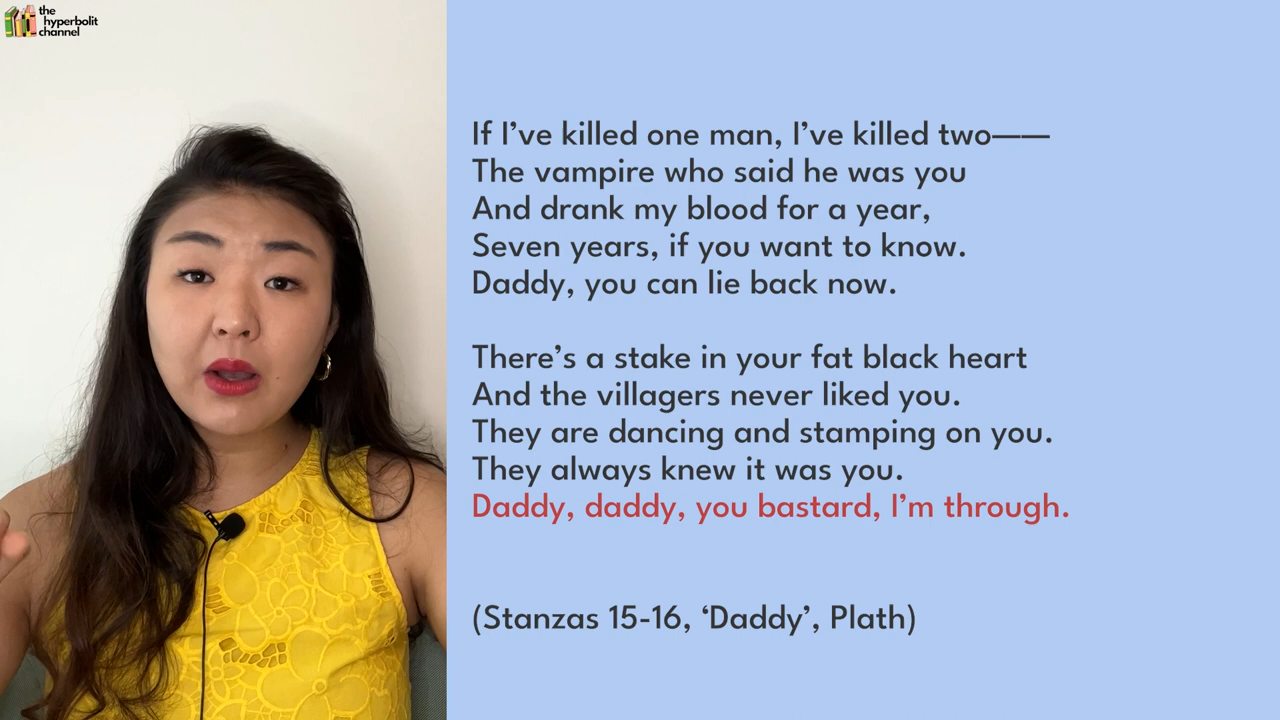 the
hyperbolit
channel
If I’ve killed one man, I’ve killed two——
The vampire who said he was you
And drank my blood for a year,
Seven years, if you want to know.
Daddy, you can lie back now.
There’s a stake in your fat black heart
And the villagers never liked you.
They are dancing and stamping on you.
They always knew it was you.
Daddy, daddy, you bastard, I’m through.
(Stanzas 15-16, ‘Daddy’, Plath)